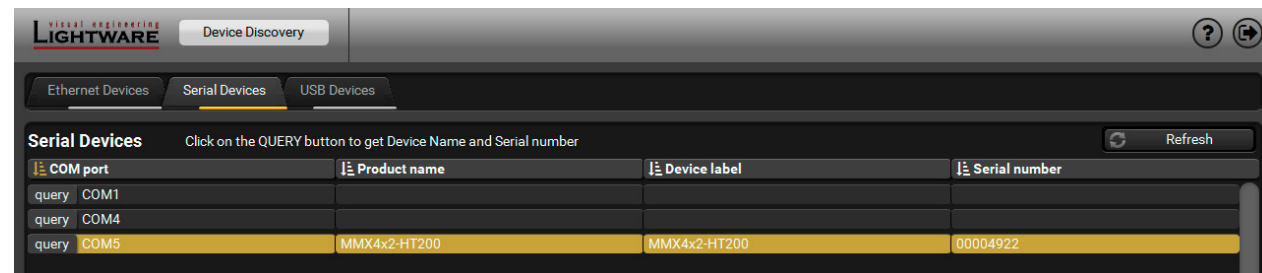 visual engineering
LIGHTWARE
Device Discovery
?
Ethernet Devices Serial Devices USB Devices
Serial Devices Click on the QUERY button to get Device Name and Serial number Refresh
COM port Product name Device label Serial number
query COM1
query COM4
query COM5 MMX4x2-HT200 MMX4x2-HT200 00004922